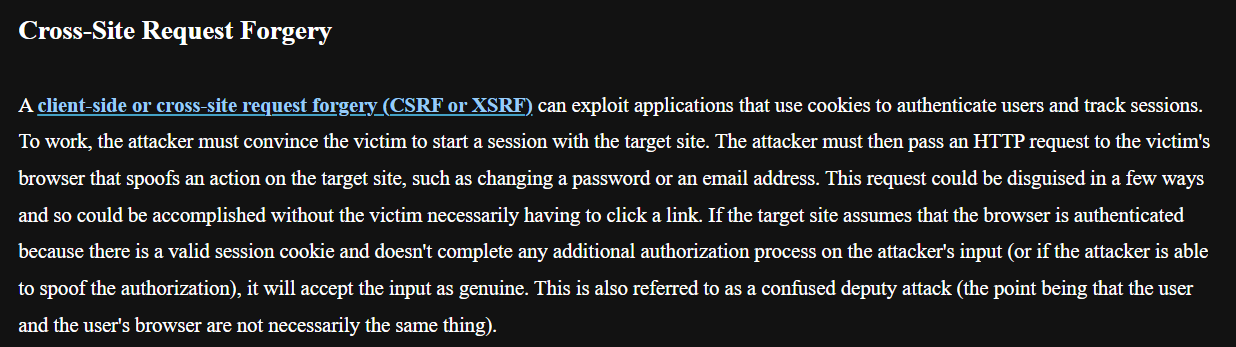 Cross-Site Request Forgery
A client-side or cross-site request forgery (CSRF or XSRF) can exploit applications that use cookies to authenticate users and track sessions.
To work, the attacker must convince the victim to start a session with the target site. The attacker must then pass an HTTP request to the victim's
browser that spoofs an action on the target site, such as changing a password or an email address. This request could be disguised in a few ways
and so could be accomplished without the victim necessarily having to click a link. If the target site assumes that the browser is authenticated
because there is a valid session cookie and doesn't complete any additional authorization process on the attacker's input (or if the attacker is able
to spoof the authorization), it will accept the input as genuine. This is also referred to as a confused deputy attack (the point being that the user
and the user's browser are not necessarily the same thing).